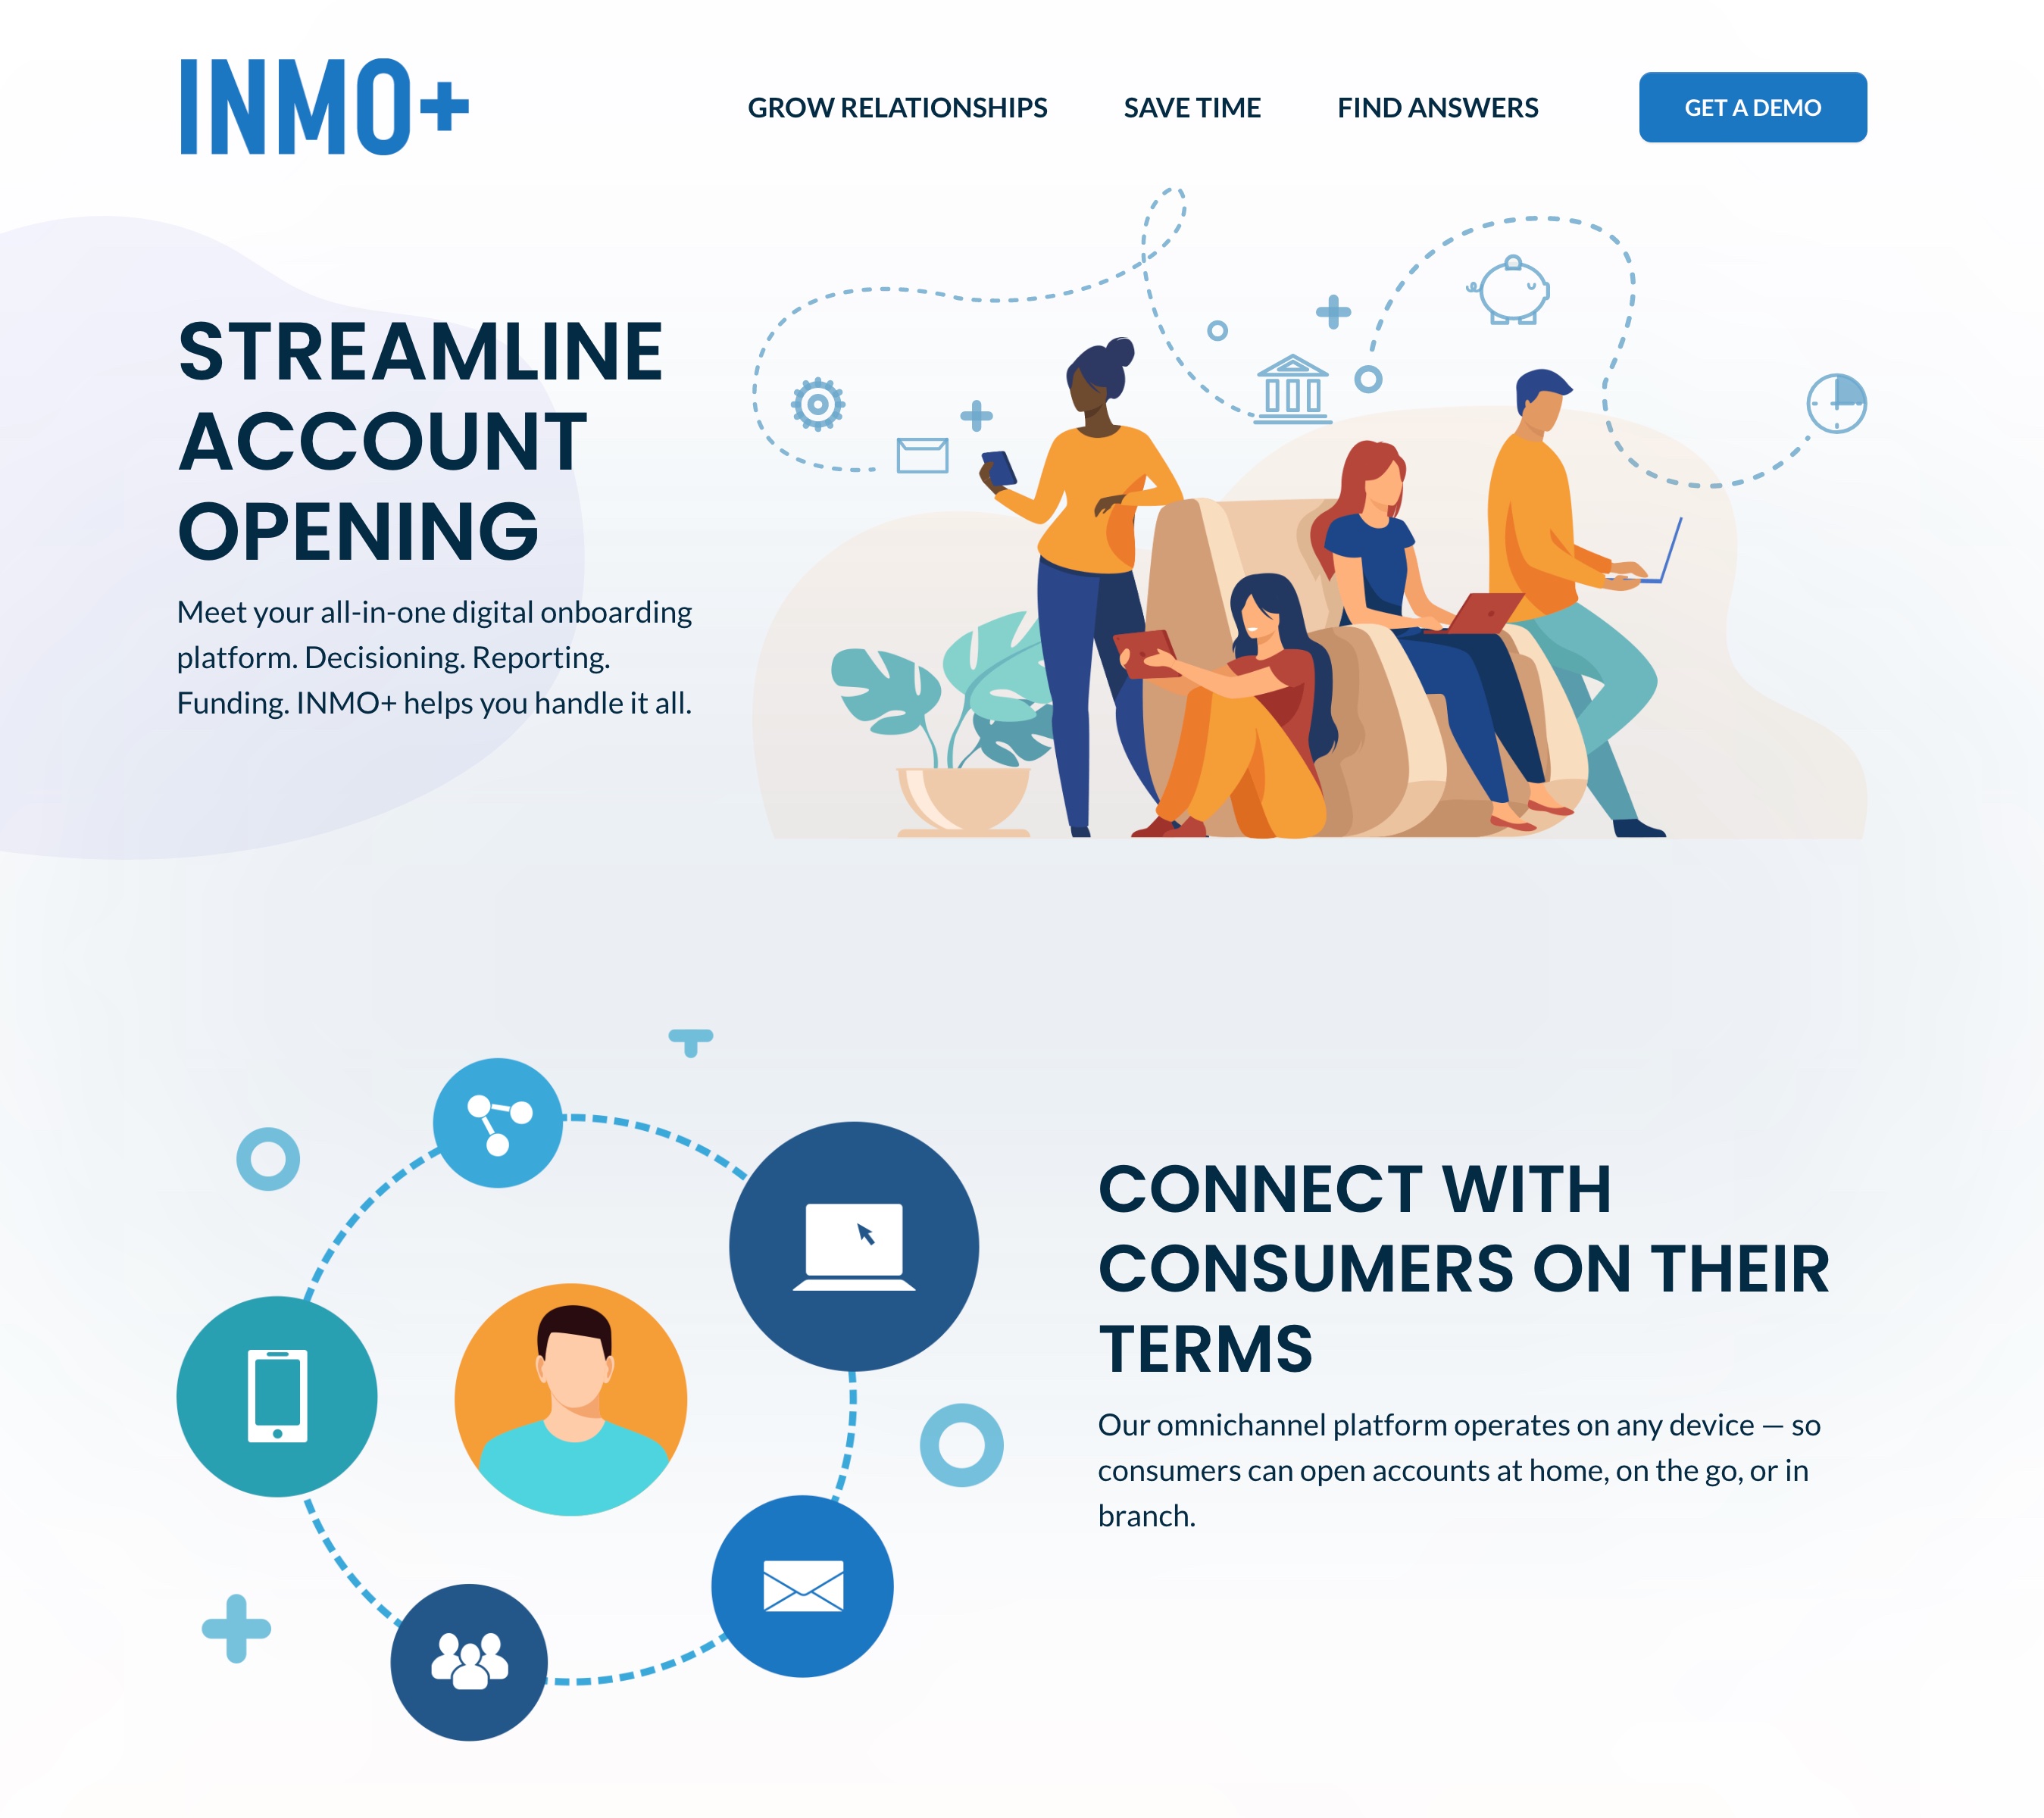 INMO+
GROW RELATIONSHIPS
SAVE TIME
FIND ANSWERS
GET A DEMO
STREAMLINE
ACCOUNT
OPENING
Meet your all-in-one digital onboarding
platform. Decisioning. Reporting.
Funding. INMO+ helps you handle it all.
CONNECT WITH
CONSUMERS ON THEIR
TERMS
Our omnichannel platform operates on any device — so
consumers can open accounts at home, on the go, or in
branch.